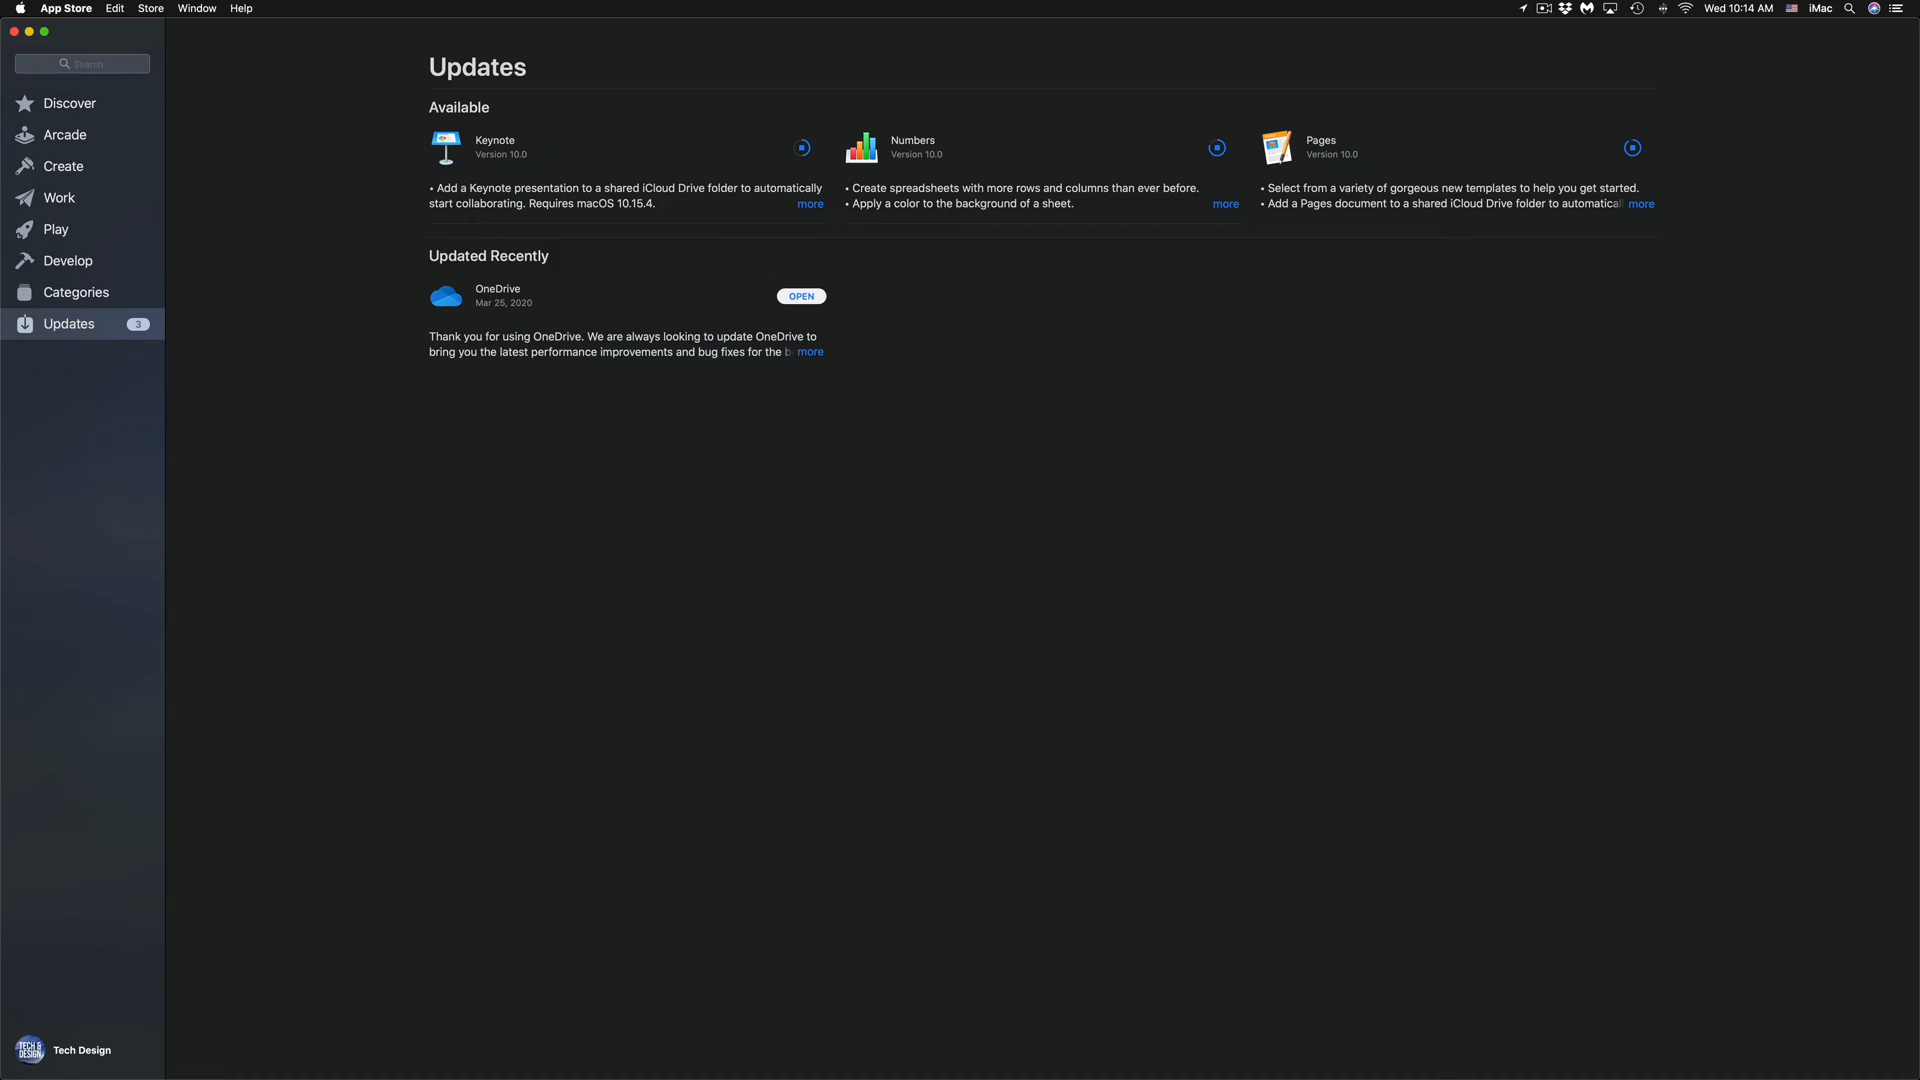 App Store Edit Store Window Help
Wed 10:14 AM iMac
Search
Discover
Arcade
Create
Work
Play
Develop
Categories
Updates 3
TECH & DESIGN Tech Design
Updates
Available
Keynote
Version 10.0
• Add a Keynote presentation to a shared iCloud Drive folder to automatically
start collaborating. Requires macOS 10.15.4. more
Numbers
Version 10.0
• Create spreadsheets with more rows and columns than ever before.
• Apply a color to the background of a sheet. more
Pages
Version 10.0
• Select from a variety of gorgeous new templates to help you get started.
• Add a Pages document to a shared iCloud Drive folder to automatical more
Updated Recently
OneDrive
Mar 25, 2020
OPEN
Thank you for using OneDrive. We are always looking to update OneDrive to
bring you the latest performance improvements and bug fixes for the b more